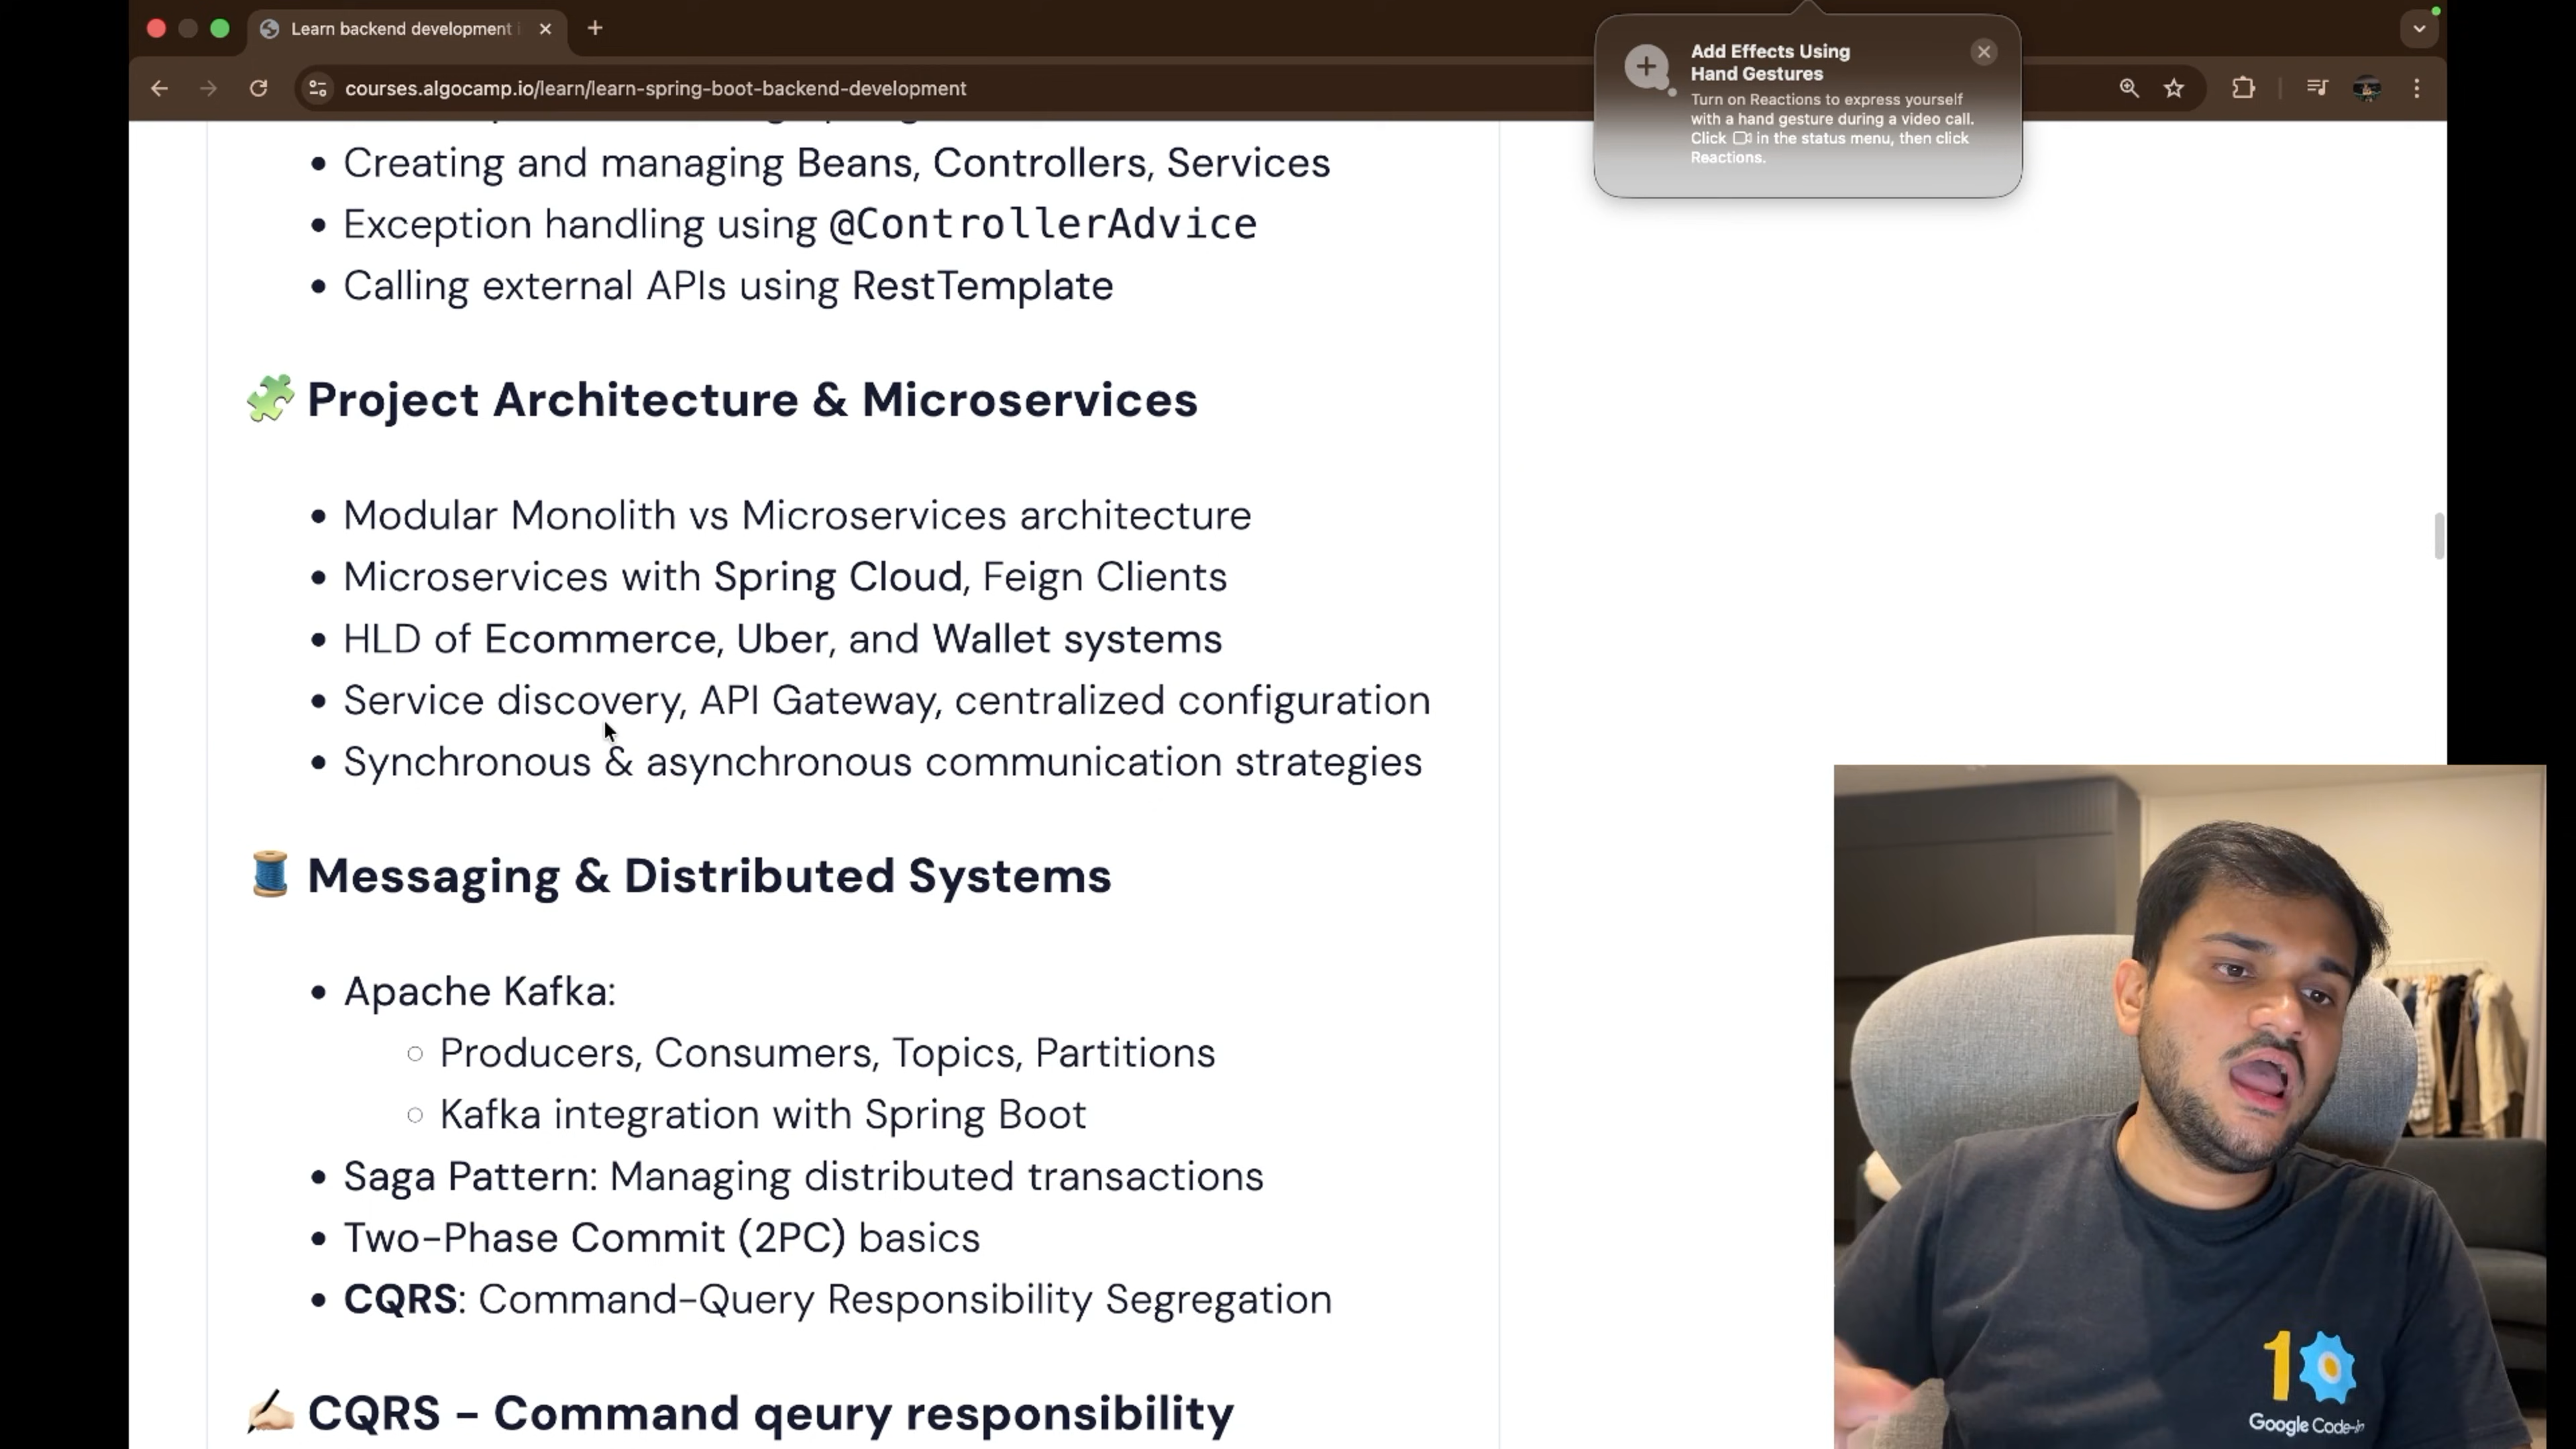 Learn backend development i
courses.algocamp.io/learn/learn-spring-boot-backend-development
Add Effects Using
Hand Gestures
Turn on Reactions to express yourself
with a hand gesture during a video call.
Click in the status menu, then click
Reactions.
• Creating and managing Beans, Controllers, Services
• Exception handling using @ControllerAdvice
• Calling external APIs using RestTemplate
Project Architecture & Microservices
• Modular Monolith vs Microservices architecture
• Microservices with Spring Cloud, Feign Clients
• HLD of Ecommerce, Uber, and Wallet systems
• Service discovery, API Gateway, centralized configuration
• Synchronous & asynchronous communication strategies
Messaging & Distributed Systems
• Apache Kafka:
○ Producers, Consumers, Topics, Partitions
○ Kafka integration with Spring Boot
• Saga Pattern: Managing distributed transactions
• Two-Phase Commit (2PC) basics
• CQRS: Command-Query Responsibility Segregation
CQRS - Command qeury responsibility
10
Google Code-in